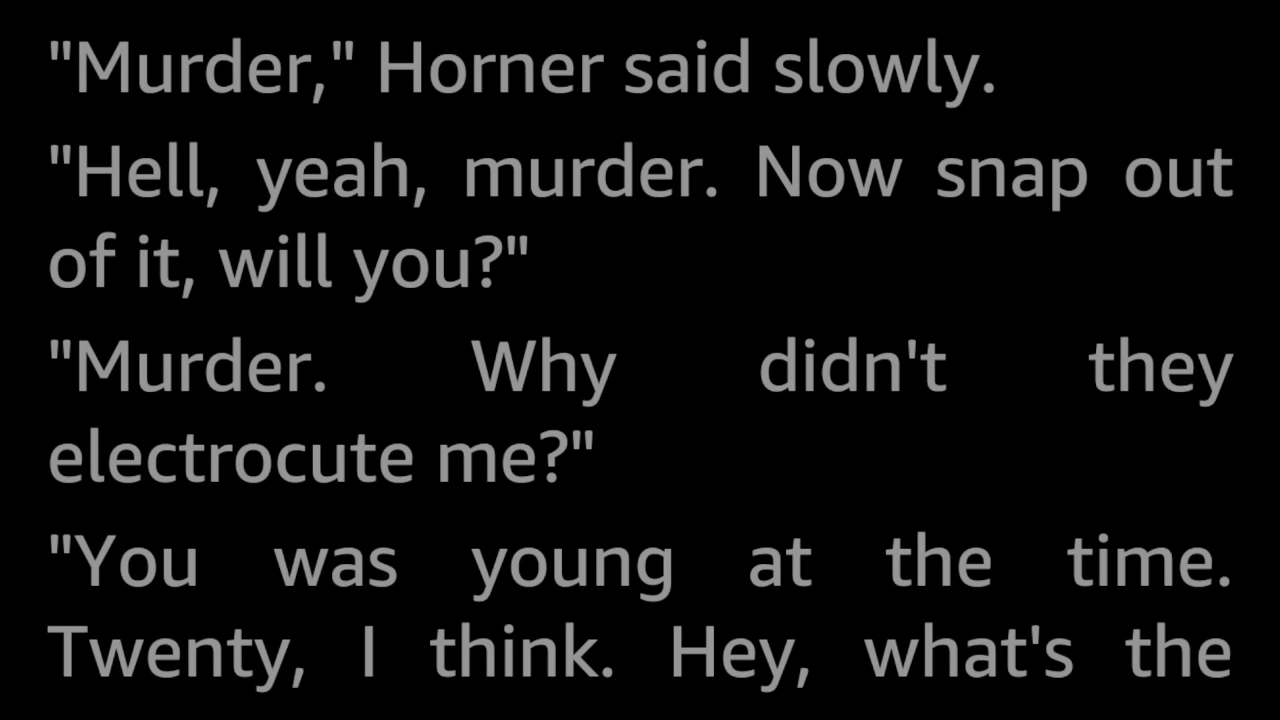 "Murder," Horner said slowly.
"Hell, yeah, murder. Now snap out
of it, will you?"
"Murder. Why didn't they
electrocute me?"
"You was young at the time.
Twenty, I think. Hey, what's the